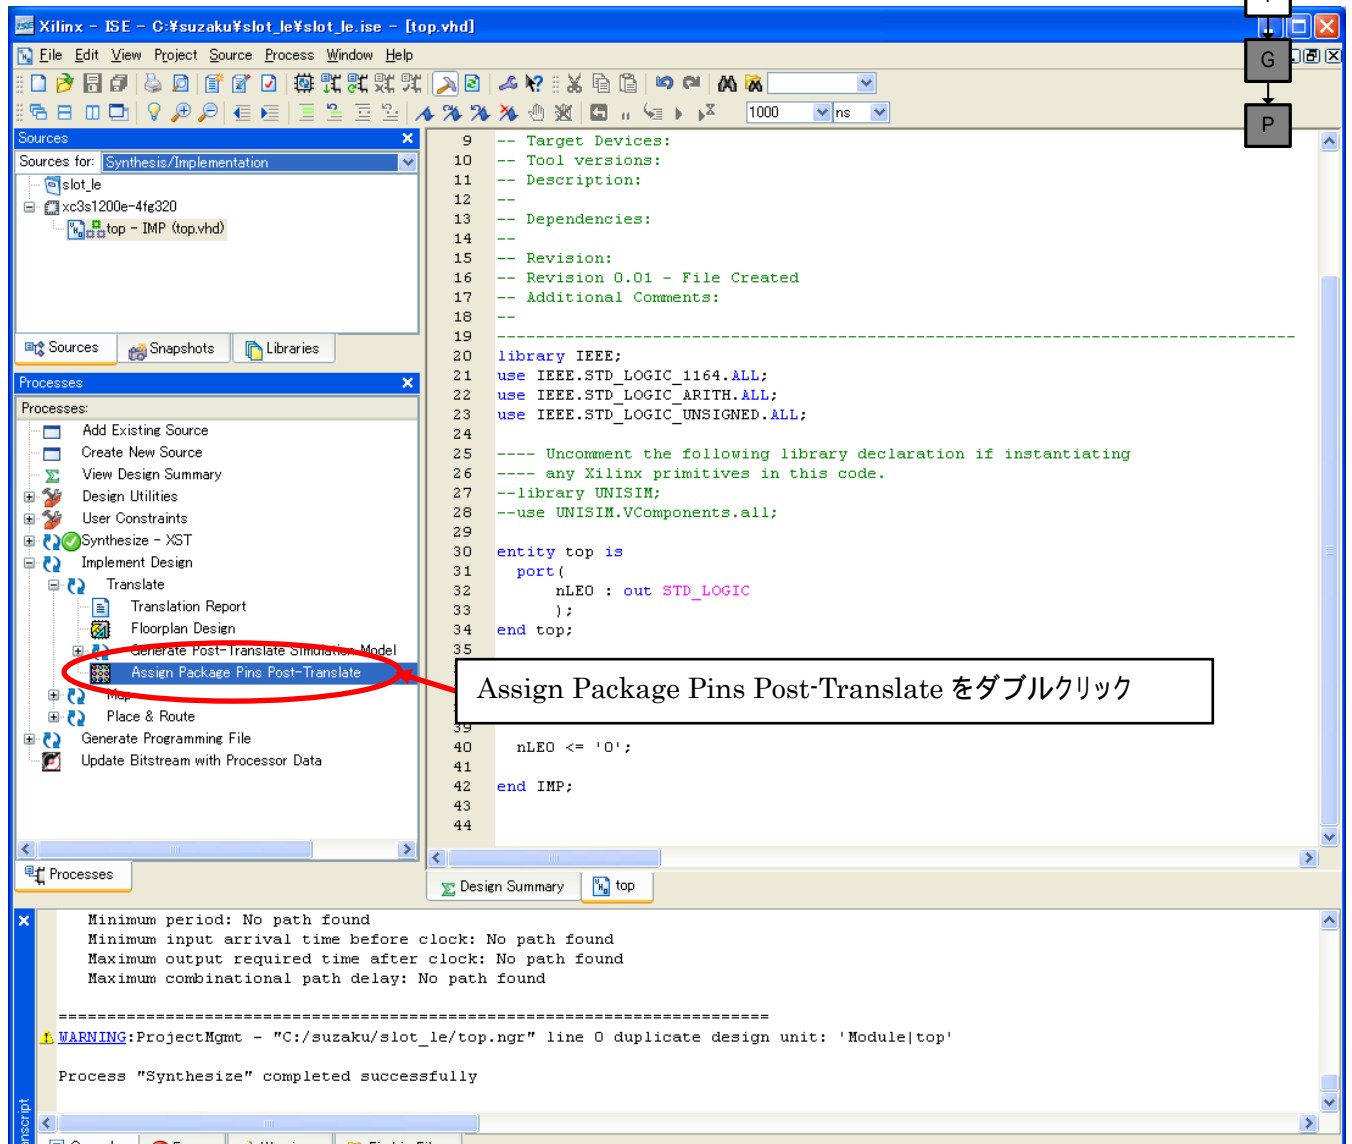 Xilinx - ISE - C:¥suzaku¥slot_le¥slot_le.ise - [top.vhd]
File Edit View Project Source Process Window Help
G
P
1000 ns
Sources
Sources for: Synthesis/Implementation
slot_le
xc3s1200e-4fg320
top - IMP (top.vhd)
Sources Snapshots Libraries
Processes
Processes:
Add Existing Source
Create New Source
View Design Summary
Design Utilities
User Constraints
Synthesize - XST
Implement Design
Translate
Translation Report
Floorplan Design
Generate Post-Translate Simulation Model
Assign Package Pins Post-Translate
Map
Place & Route
Generate Programming File
Update Bitstream with Processor Data
Processes
9 -- Target Devices:
10 -- Tool versions:
11 -- Description:
12 --
13 -- Dependencies:
14 --
15 -- Revision:
16 -- Revision 0.01 - File Created
17 -- Additional Comments:
18 --
19 ----------------------------------------------------------------------------------
20 library IEEE;
21 use IEEE.STD_LOGIC_1164.ALL;
22 use IEEE.STD_LOGIC_ARITH.ALL;
23 use IEEE.STD_LOGIC_UNSIGNED.ALL;
24
25 ---- Uncomment the following library declaration if instantiating
26 ---- any Xilinx primitives in this code.
27 --library UNISIM;
28 --use UNISIM.VComponents.all;
29
30 entity top is
31 port(
32 nLE0 : out STD_LOGIC
33 );
34 end top;
35
Assign Package Pins Post-Translate をダブルクリック
39
40 nLE0 <= '0';
41
42 end IMP;
43
44
Design Summary top
Minimum period: No path found
Minimum input arrival time before clock: No path found
Maximum output required time after clock: No path found
Maximum combinational path delay: No path found
=========================================================================
WARNING:ProjectMgmt - "C:/suzaku/slot_le/top.ngr" line 0 duplicate design unit: 'Module|top'
Process "Synthesize" completed successfully